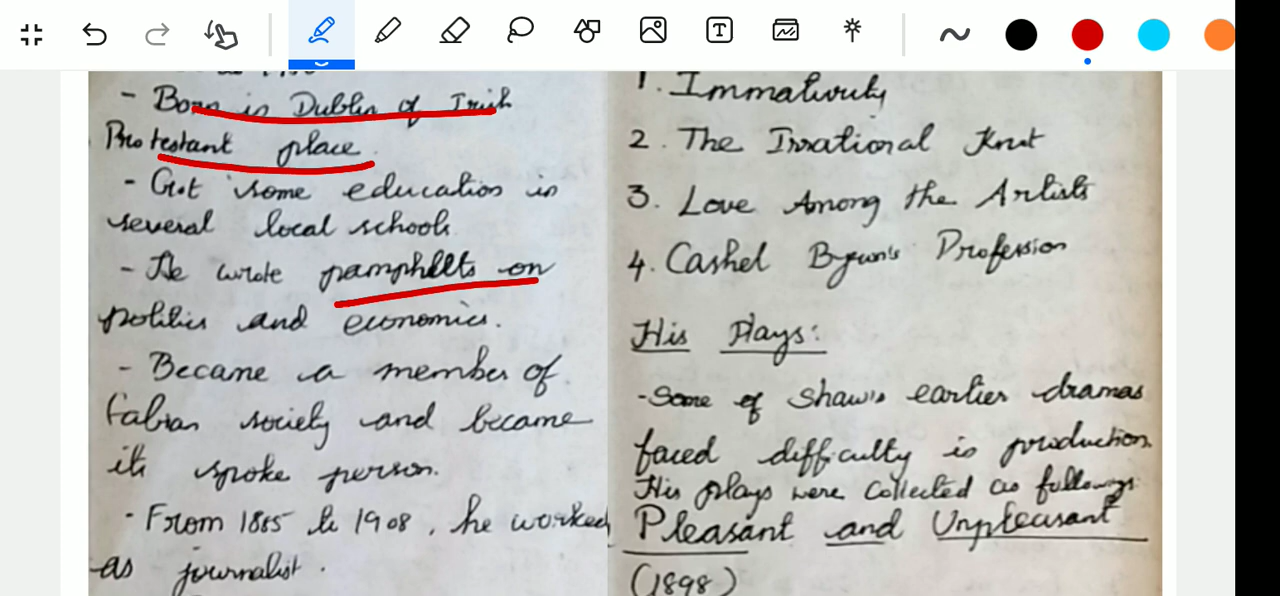 - Born in Dublin of Irish
Protestant place.
- Got some education in
several local schools.
- He wrote pamphlets on
politics and economics.
- Became a member of
Fabian society and became
its spoke person.
- From 1885 to 1908, he worked
as journalist.
1. Immaturity
2. The Irrational Knot
3. Love Among the Artists
4. Cashel Byron's Profession
His Plays:
- Some of Shaw's earlier dramas
faced difficulty in production.
His plays were collected as followings
Pleasant and Unpleasant
(1898)